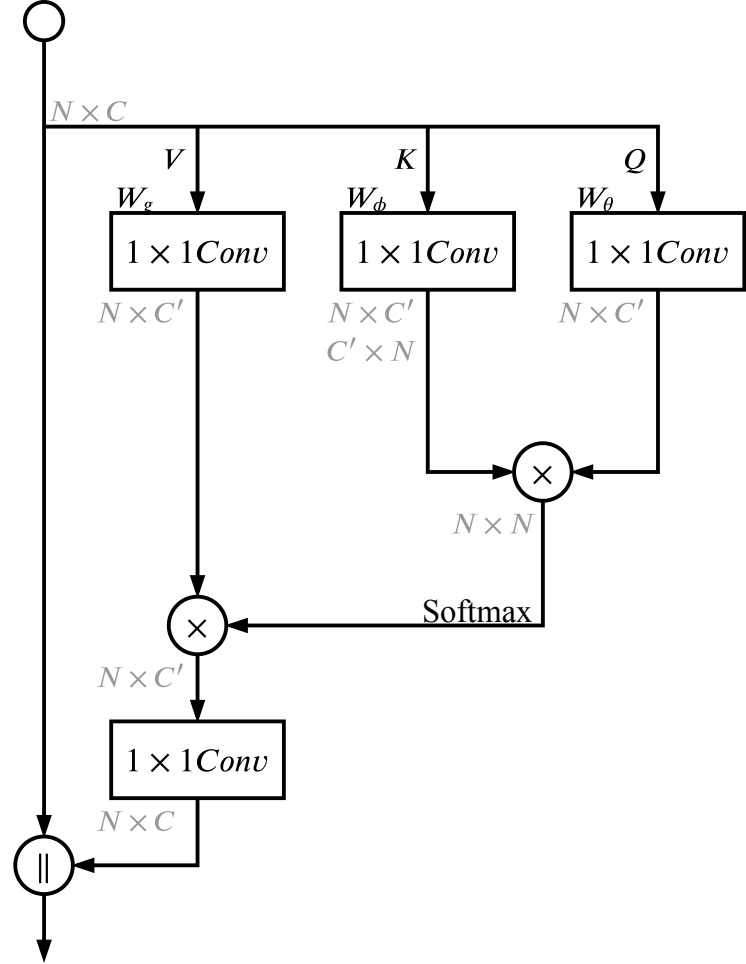 N × C
V K Q
W_g W_ϕ W_θ
1 × 1Conv 1 × 1Conv 1 × 1Conv
N × C′ N × C′ N × C′
C′ × N
×
N × N
Softmax
×
N × C′
1 × 1Conv
N × C
||